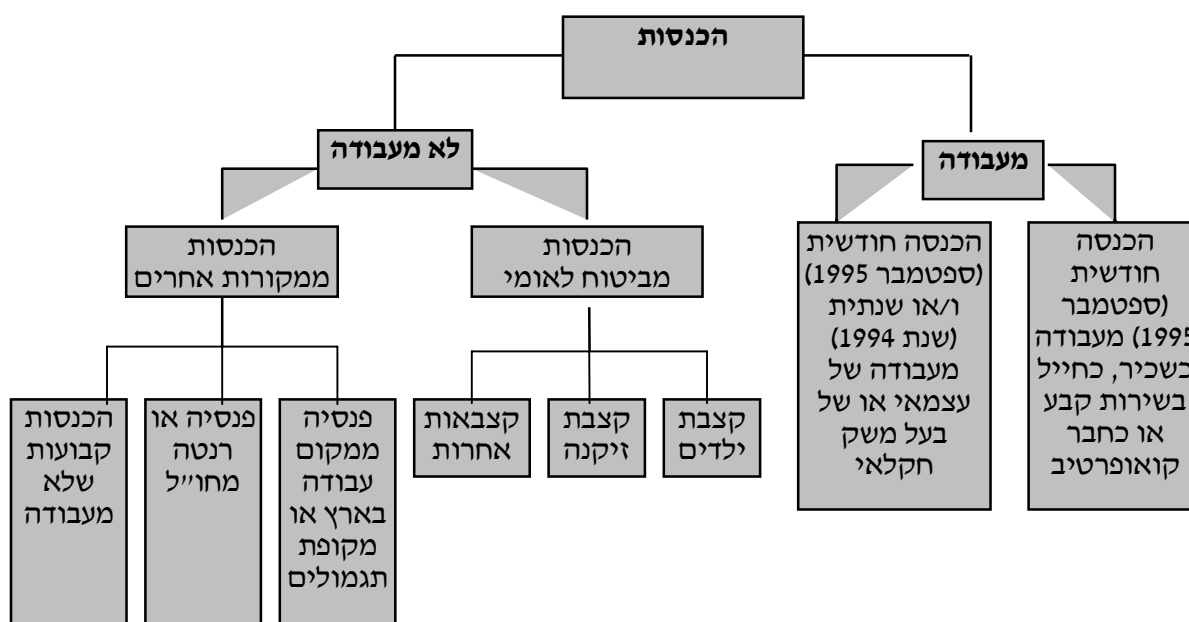 הכנסות
מעבודה
לא מעבודה
הכנסה
חודשית
(ספטמבר
1995) מעבודה
כשכיר, כחייל
בשירות קבע
או כחבר
קואופרטיב
הכנסה חודשית
(ספטמבר 1995)
ו/או שנתית
(שנת 1994)
מעבודה של
עצמאי או של
בעל משק
חקלאי
הכנסות
מביטוח לאומי
הכנסות
ממקורות אחרים
קצבת
ילדים
קצבת
זיקנה
קצבאות
אחרות
פנסיה
ממקום
עבודה
בארץ או
מקופת
תגמולים
פנסיה או
רנטה
מחו״ל
הכנסות
קבועות
שלא
מעבודה